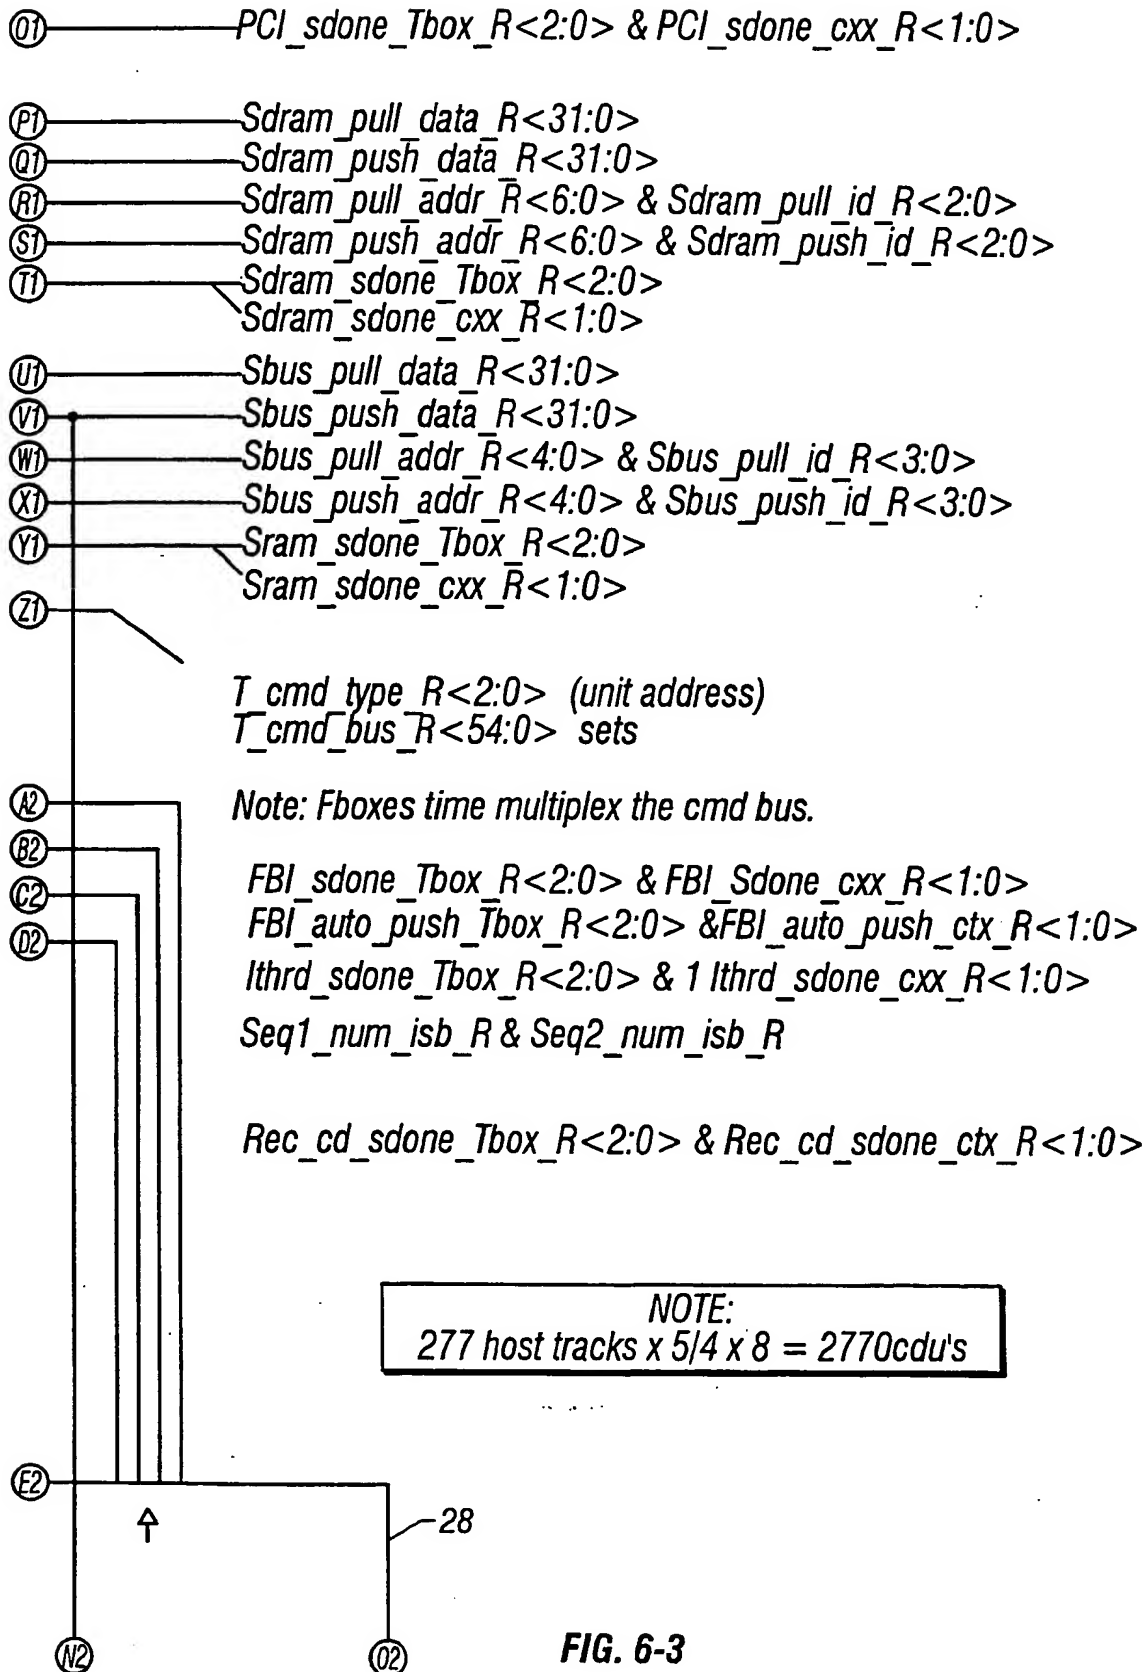 O1 PCI_sdone_Tbox_R<2:0> & PCI_sdone_cxx_R<1:0>
P1 Sdram_pull_data_R<31:0>
Q1 Sdram_push_data_R<31:0>
R1 Sdram_pull_addr_R<6:0> & Sdram_pull_id_R<2:0>
S1 Sdram_push_addr_R<6:0> & Sdram_push_id_R<2:0>
T1 Sdram_sdone_Tbox_R<2:0>
Sdram_sdone_cxx_R<1:0>
U1 Sbus_pull_data_R<31:0>
V1 Sbus_push_data_R<31:0>
W1 Sbus_pull_addr_R<4:0> & Sbus_pull_id_R<3:0>
X1 Sbus_push_addr_R<4:0> & Sbus_push_id_R<3:0>
Y1 Sram_sdone_Tbox_R<2:0>
Sram_sdone_cxx_R<1:0>
Z1
T_cmd_type_R<2:0> (unit address)
T_cmd_bus_R<54:0> sets
A2 Note: Fboxes time multiplex the cmd bus.
B2
C2 FBI_sdone_Tbox_R<2:0> & FBI_Sdone_cxx_R<1:0>
D2 FBI_auto_push_Tbox_R<2:0> &FBI_auto_push_ctx_R<1:0>
Ithrd_sdone_Tbox_R<2:0> & 1 Ithrd_sdone_cxx_R<1:0>
Seq1_num_isb_R & Seq2_num_isb_R
Rec_cd_sdone_Tbox_R<2:0> & Rec_cd_sdone_ctx_R<1:0>
NOTE:
277 host tracks x 5/4 x 8 = 2770cdu's
E2
28
N2 O2
FIG. 6-3